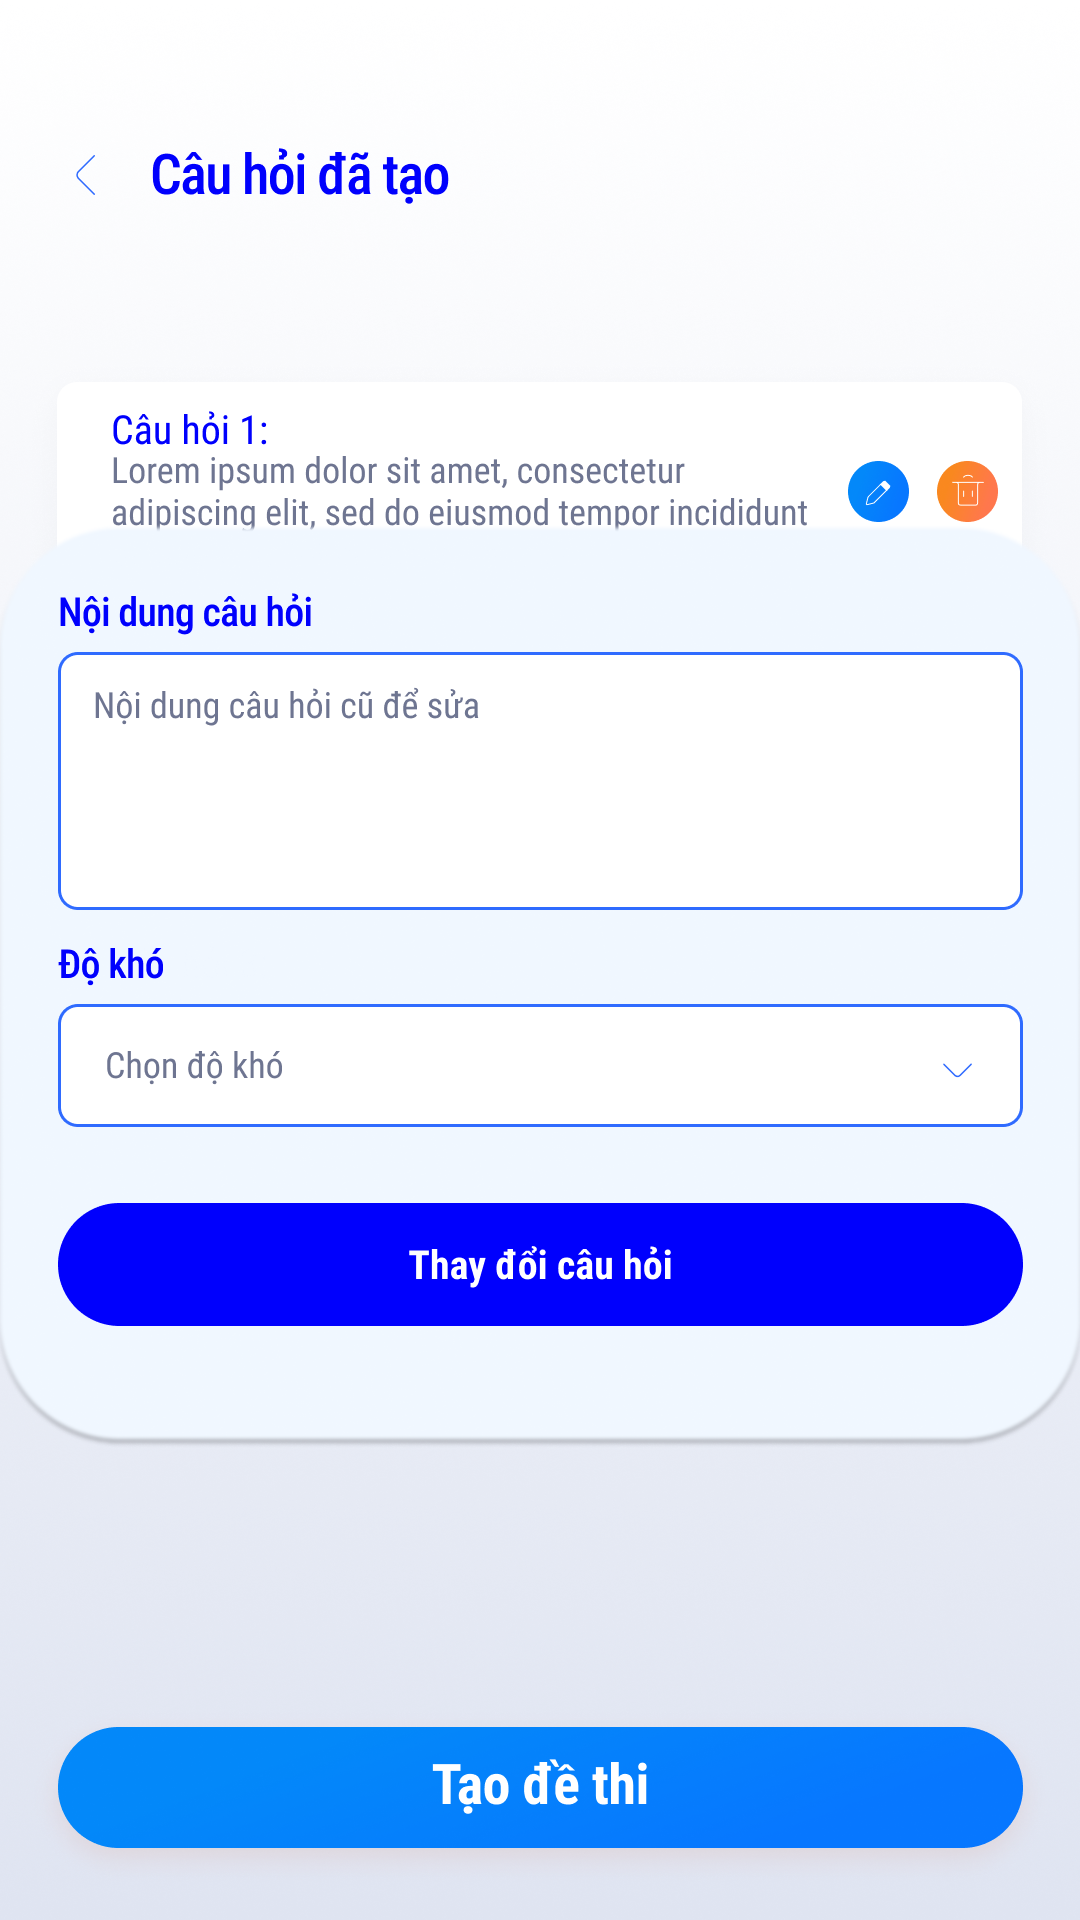 Câu hỏi đã tạo
Câu hỏi 1:
Lorem ipsum dolor sit amet, consectetur
adipiscing elit, sed do eiusmod tempor incididunt
Nội dung câu hỏi
Nội dung câu hỏi cũ để sửa
Độ khó
Chọn độ khó
Thay đổi câu hỏi
Tạo đề thi